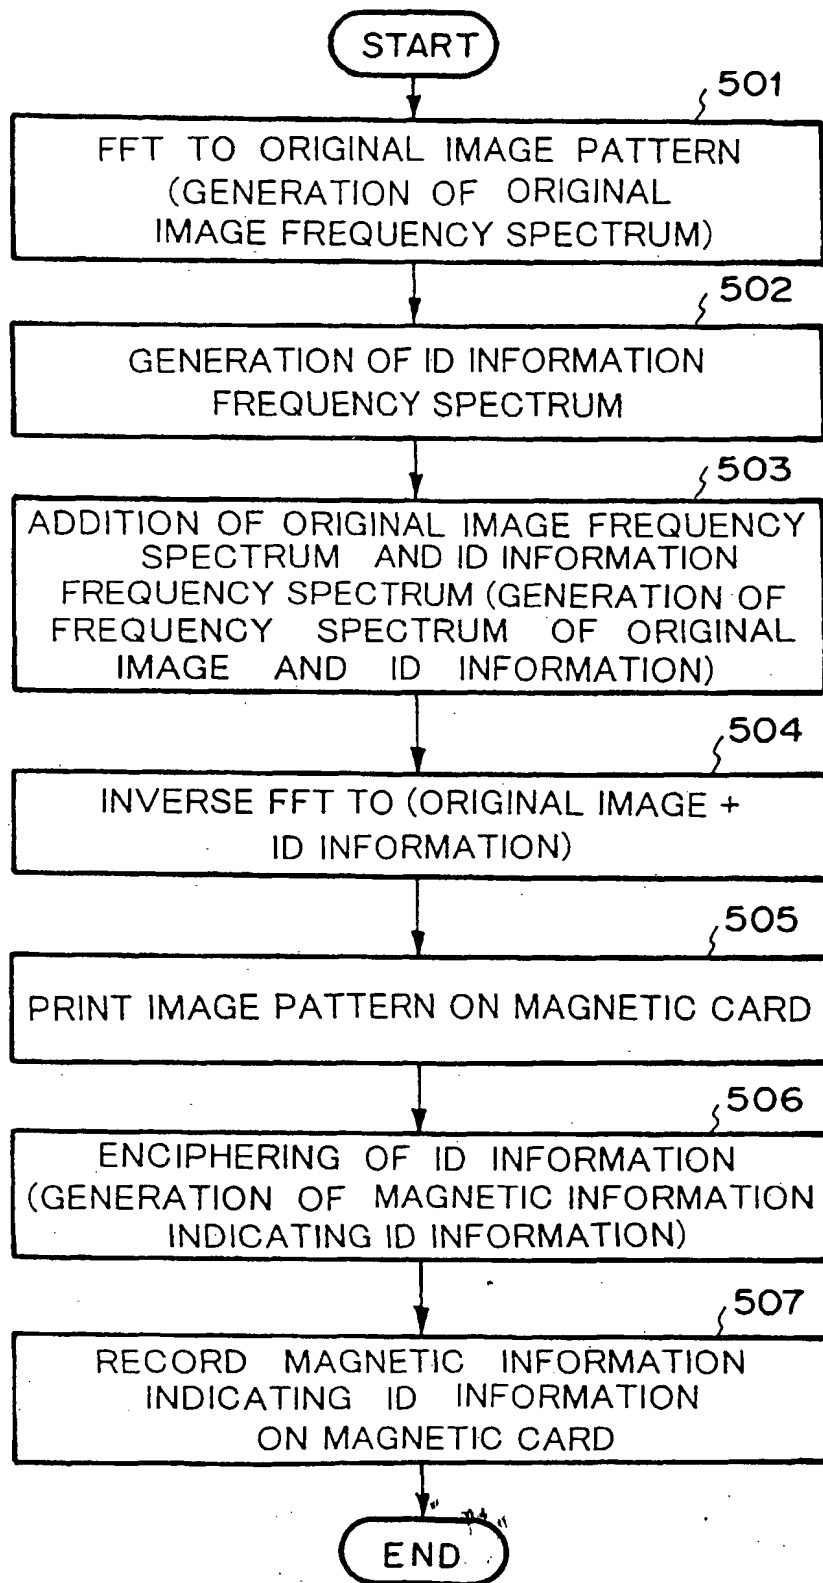 START
501
FFT TO ORIGINAL IMAGE PATTERN
(GENERATION OF ORIGINAL
IMAGE FREQUENCY SPECTRUM)
502
GENERATION OF ID INFORMATION
FREQUENCY SPECTRUM
503
ADDITION OF ORIGINAL IMAGE FREQUENCY
SPECTRUM AND ID INFORMATION
FREQUENCY SPECTRUM (GENERATION OF
FREQUENCY SPECTRUM OF ORIGINAL
IMAGE AND ID INFORMATION)
504
INVERSE FFT TO (ORIGINAL IMAGE +
ID INFORMATION)
505
PRINT IMAGE PATTERN ON MAGNETIC CARD
506
ENCIPHERING OF ID INFORMATION
(GENERATION OF MAGNETIC INFORMATION
INDICATING ID INFORMATION)
507
RECORD MAGNETIC INFORMATION
INDICATING ID INFORMATION
ON MAGNETIC CARD
END